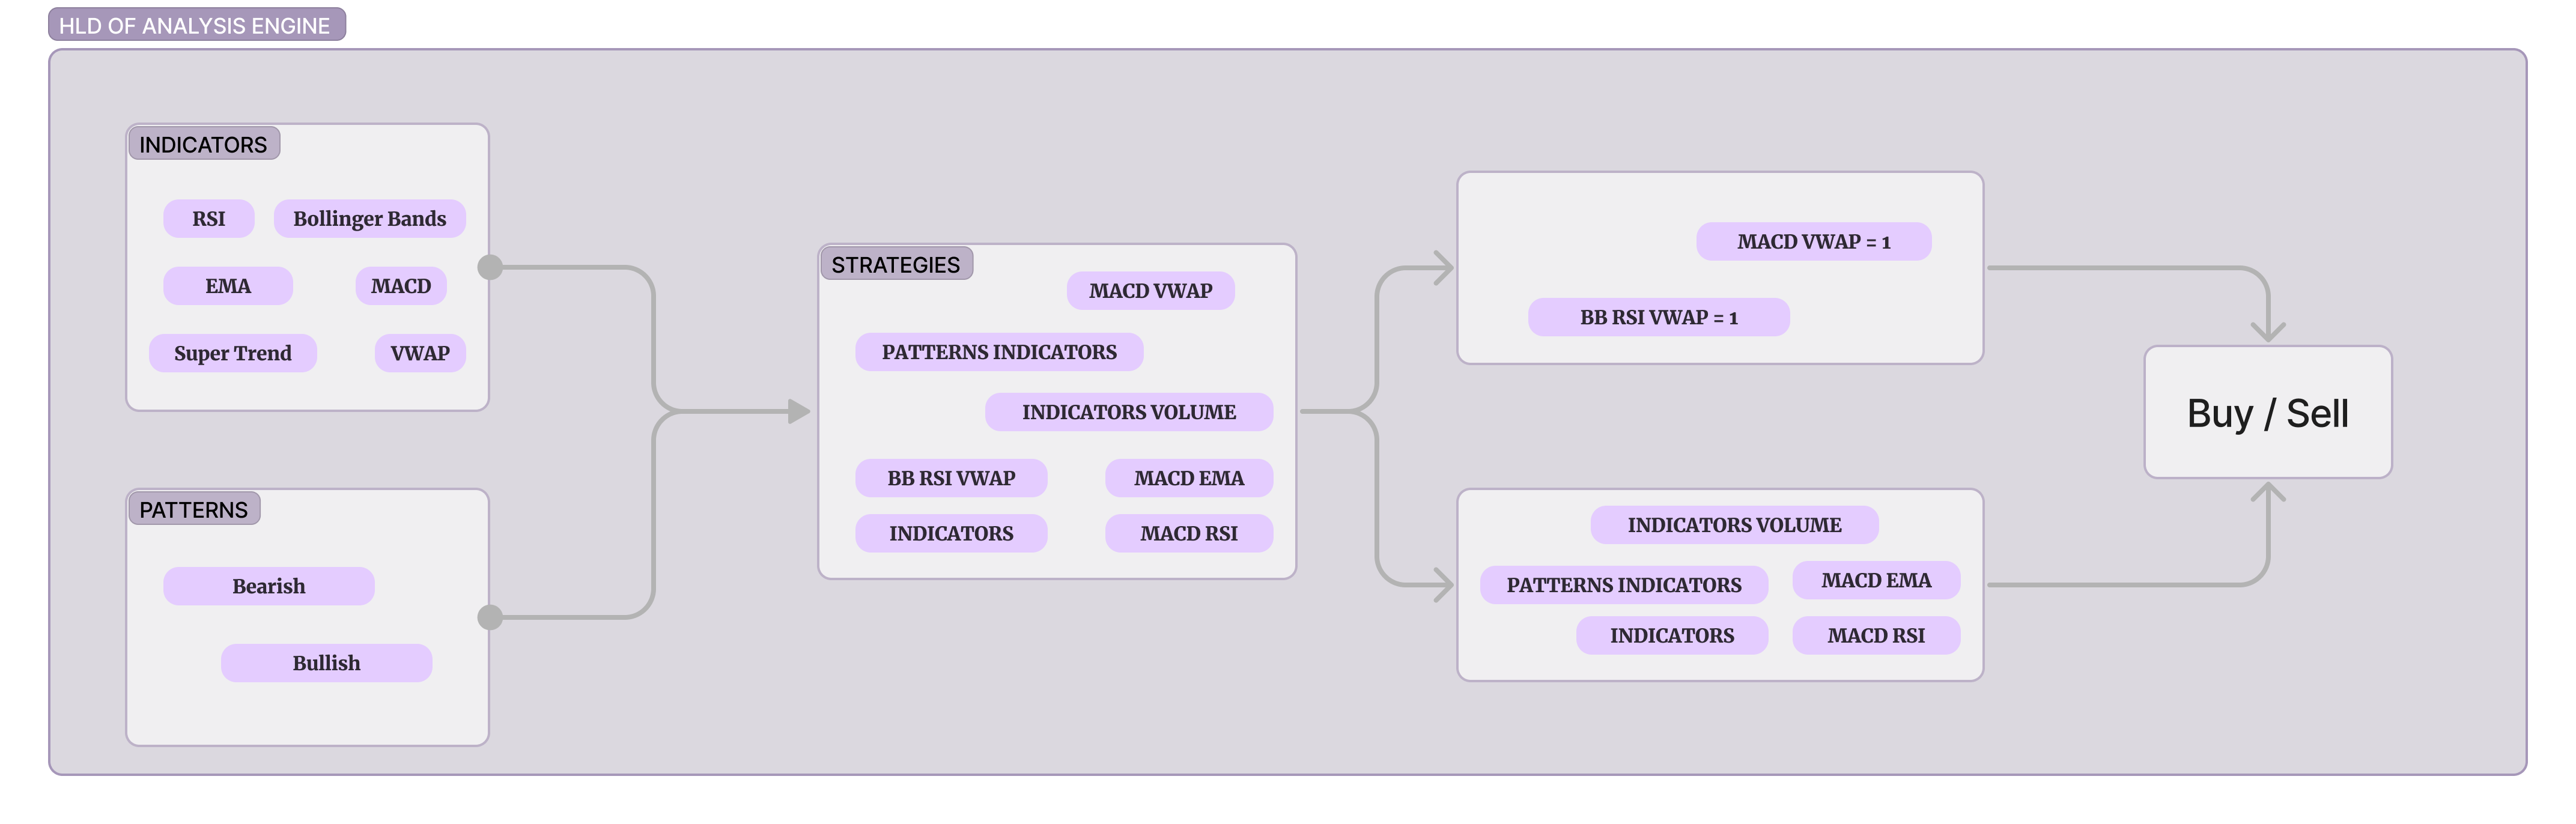 HLD OF ANALYSIS ENGINE
INDICATORS
RSI
Bollinger Bands
EMA
MACD
Super Trend
VWAP
PATTERNS
Bearish
Bullish
STRATEGIES
MACD VWAP
PATTERNS INDICATORS
INDICATORS VOLUME
BB RSI VWAP
MACD EMA
INDICATORS
MACD RSI
MACD VWAP = 1
BB RSI VWAP = 1
INDICATORS VOLUME
PATTERNS INDICATORS
MACD EMA
INDICATORS
MACD RSI
Buy / Sell